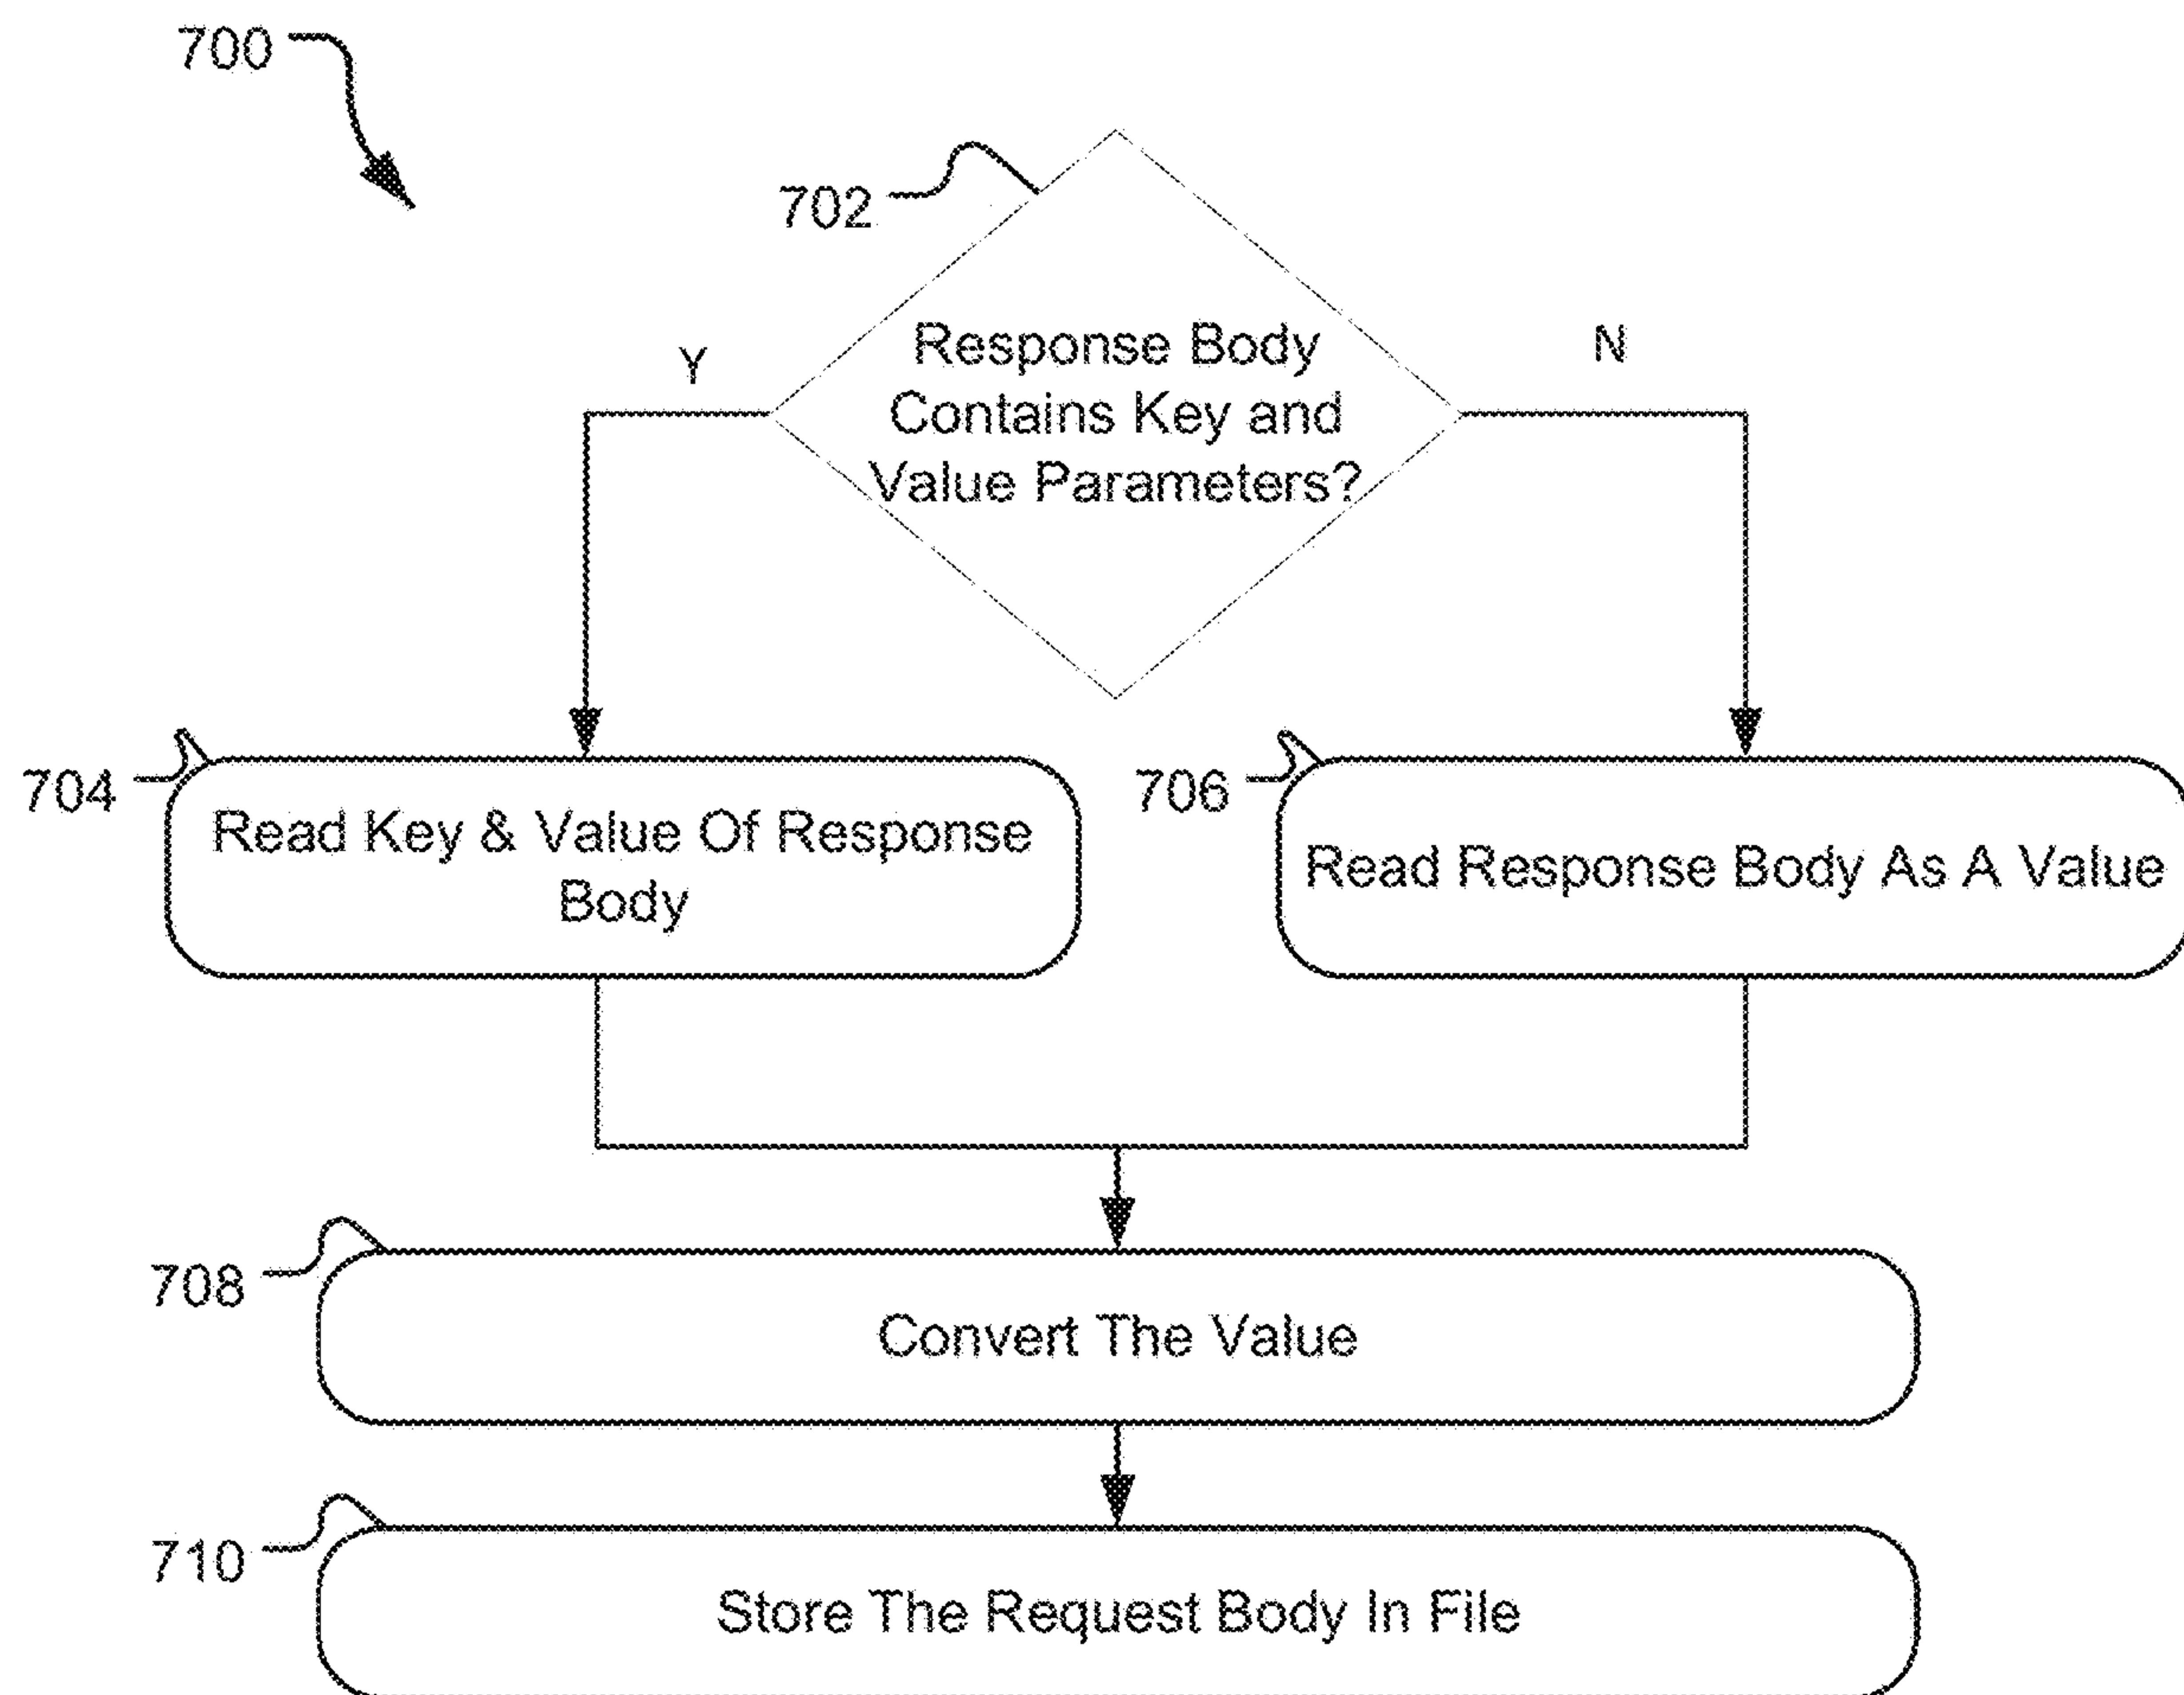 700
702
Response Body
Contains Key and
Value Parameters?
Y
N
704
Read Key & Value Of Response
Body
706
Read Response Body As A Value
708
Convert The Value
710
Store The Request Body In File